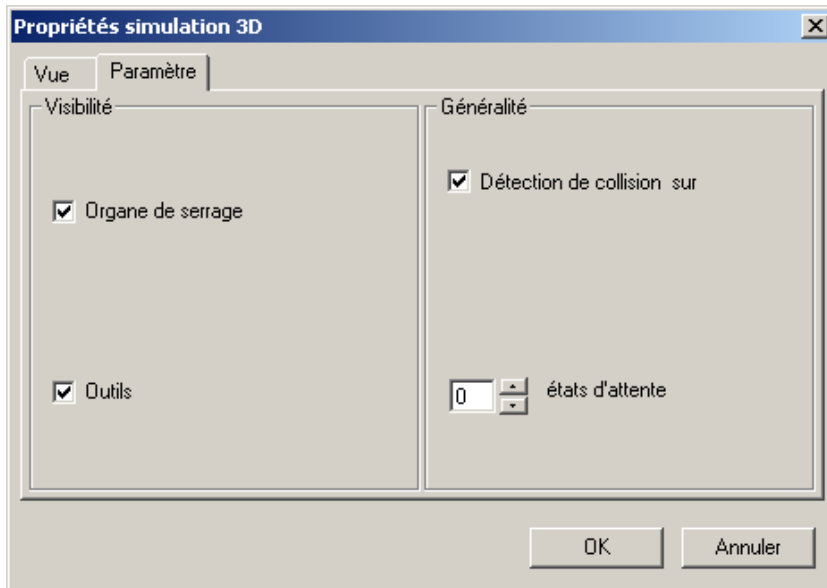 Propriétés simulation 3D
Vue Paramètre
Visibilité
Organe de serrage
Outils
Généralité
Détection de collision sur
0 états d'attente
OK Annuler